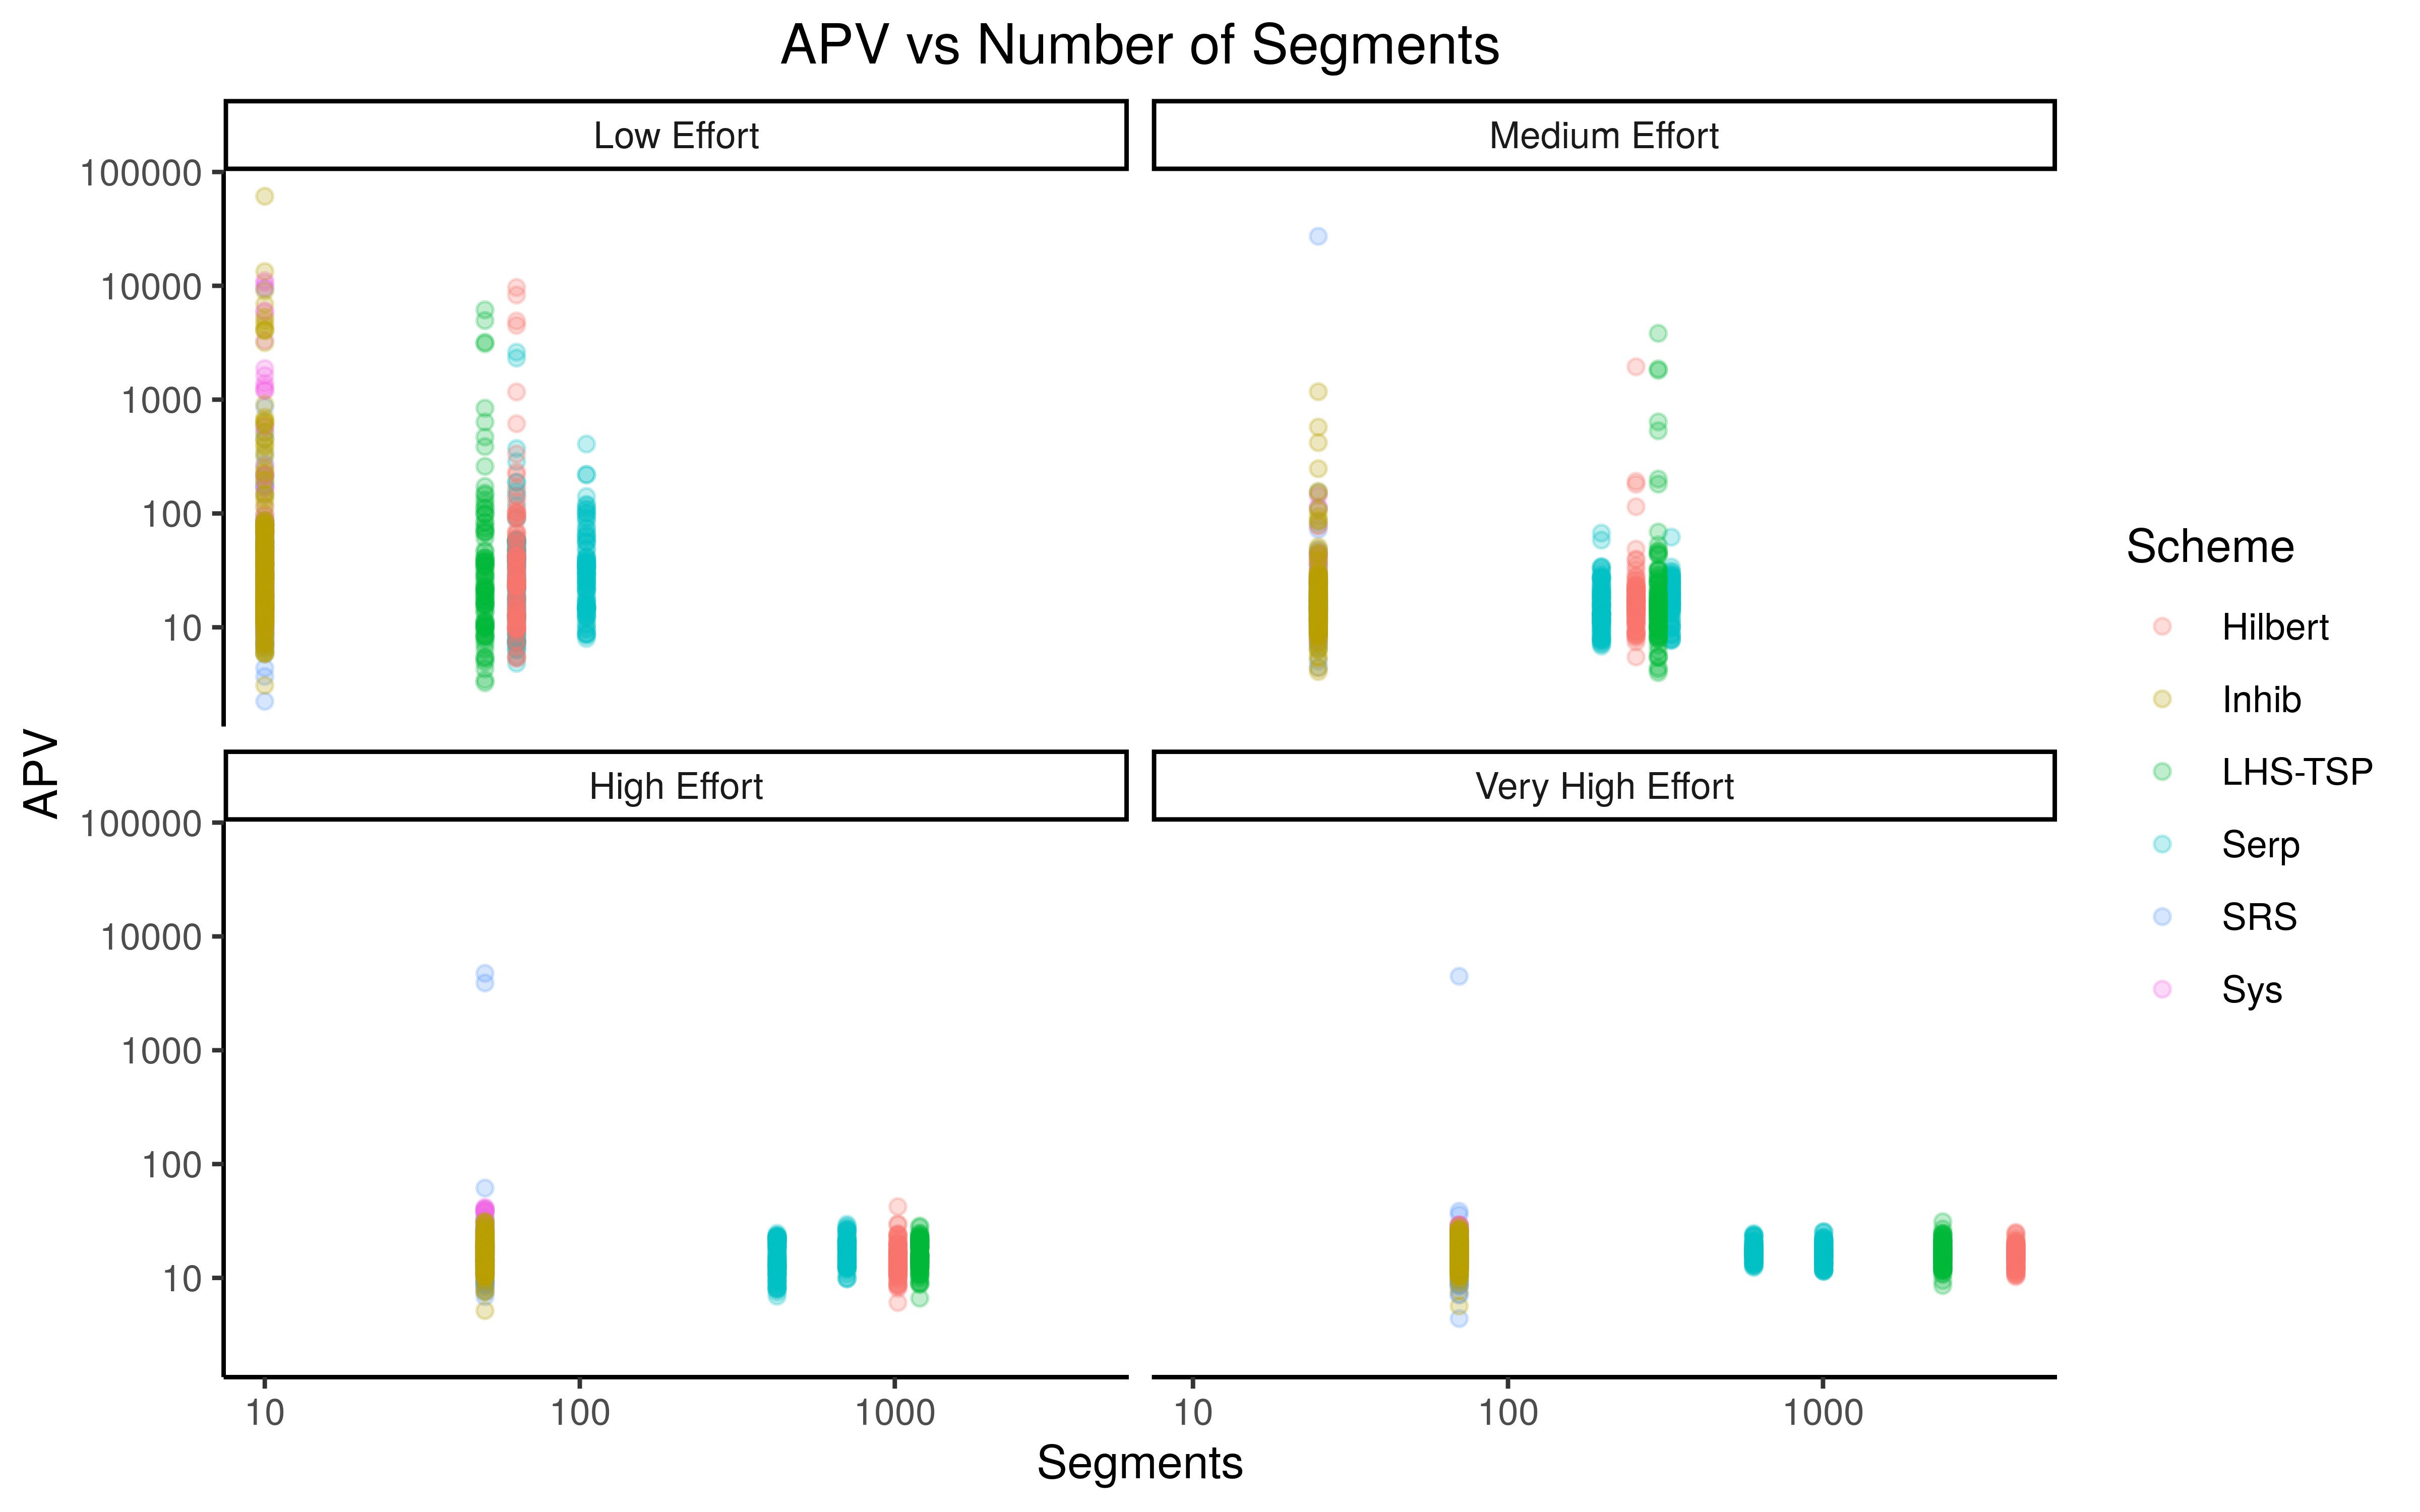 APV vs Number of Segments
Low Effort
Medium Effort
100000
10000
1000
100
10
High Effort
Very High Effort
100000
10000
1000
100
10
10
100
1000
10
100
1000
APV
Segments
Scheme
Hilbert
Inhib
LHS-TSP
Serp
SRS
Sys